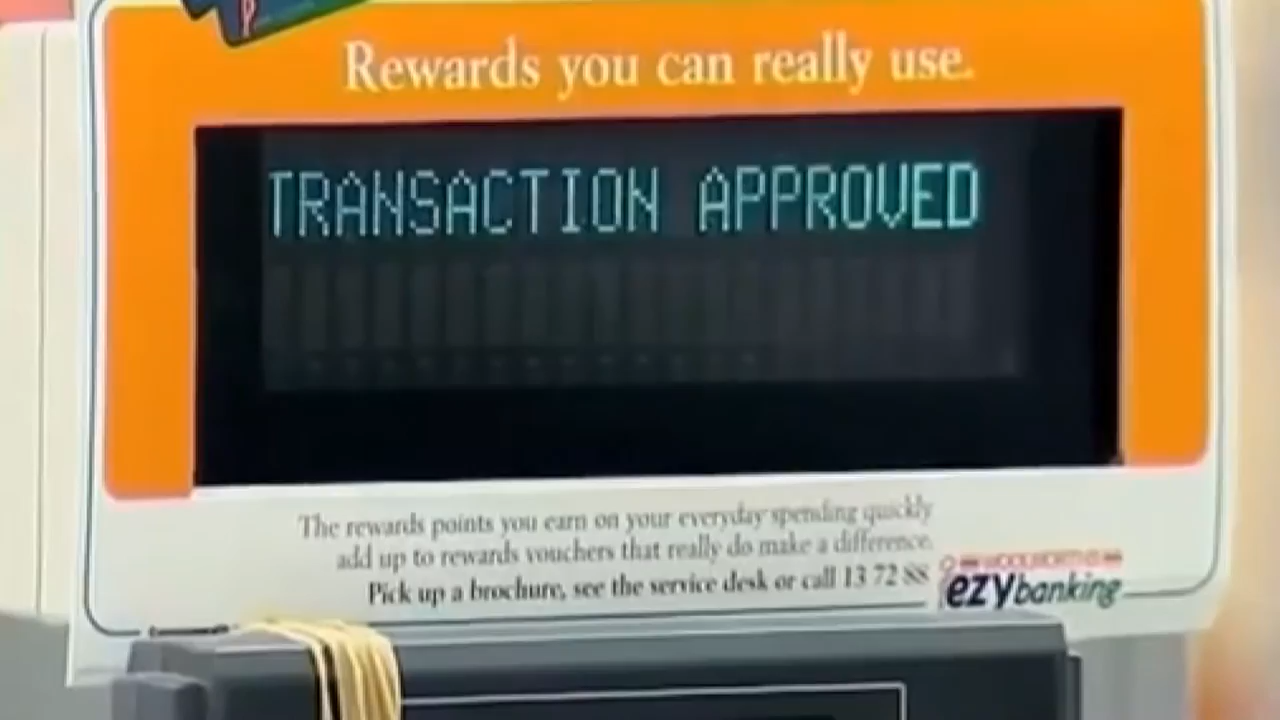 P
Rewards you can really use.
TRANSACTION APPROVED
The rewards points you earn on your everyday spending quickly
add up to rewards vouchers that really do make a difference.
Pick up a brochure, see the service desk or call 13 72 88
WOOLWORTHS
ezybanking